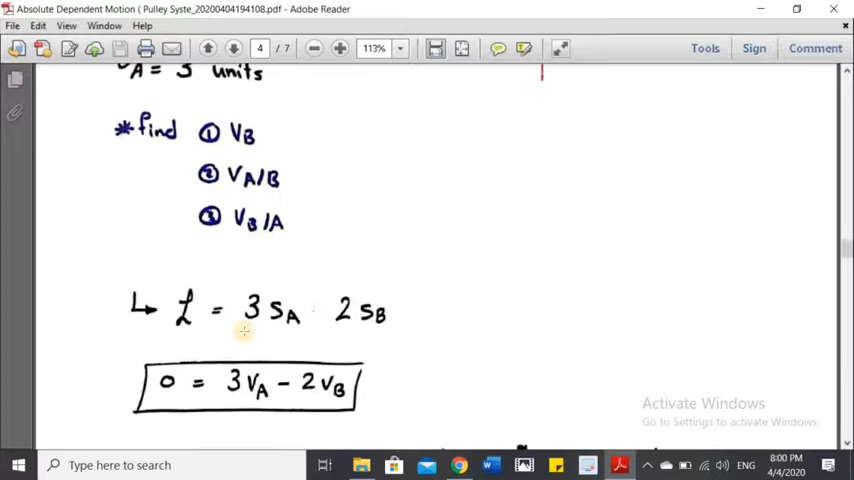 Absolute Dependent Motion ( Pulley Syste_20200404194108.pdf - Adobe Reader
File Edit View Window Help
4 / 7 113% Tools Sign Comment
VA = 3 units
*find ① VB
② VA/B
③ VB/A
L = 3 SA 2 SB
0 = 3VA - 2VB
Activate Windows
Go to Settings to activate Windows.
Type here to search
ENG
8:00 PM
4/4/2020